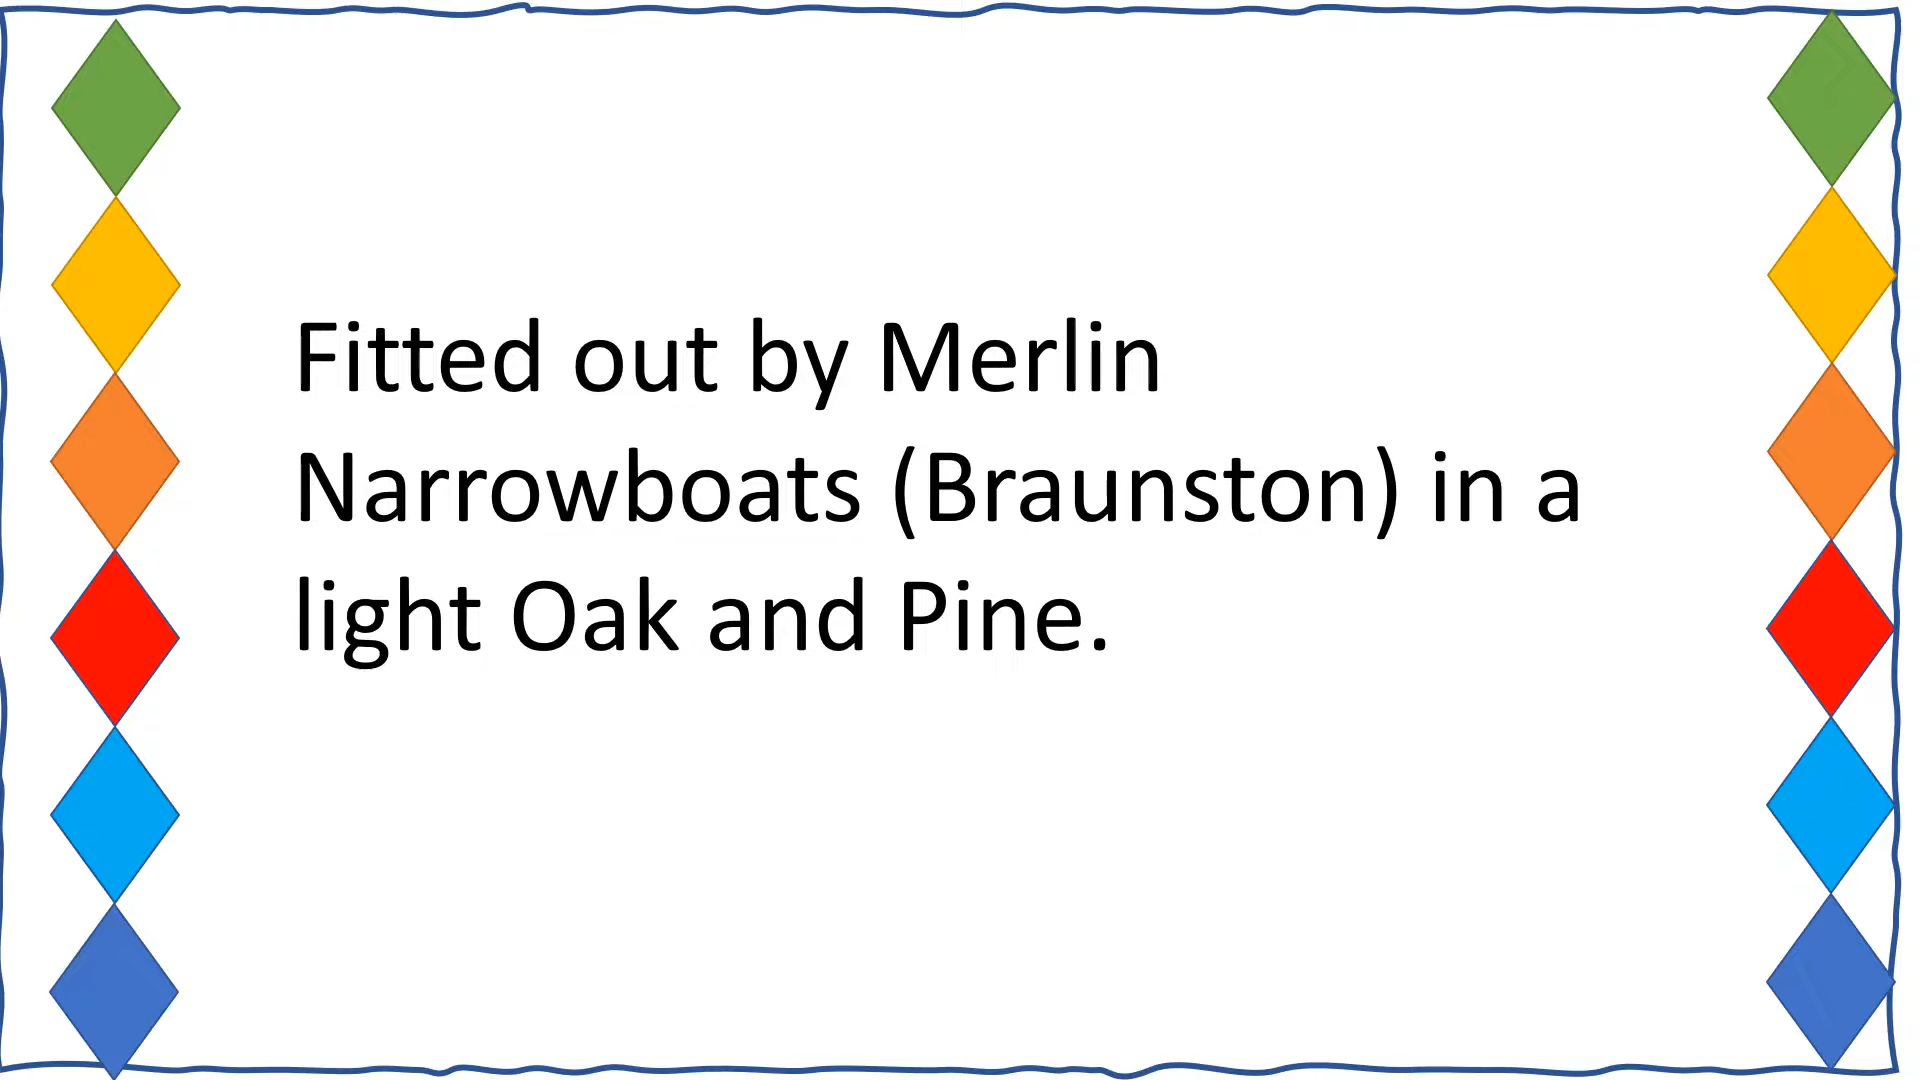 Fitted out by Merlin
Narrowboats (Braunston) in a
light Oak and Pine.